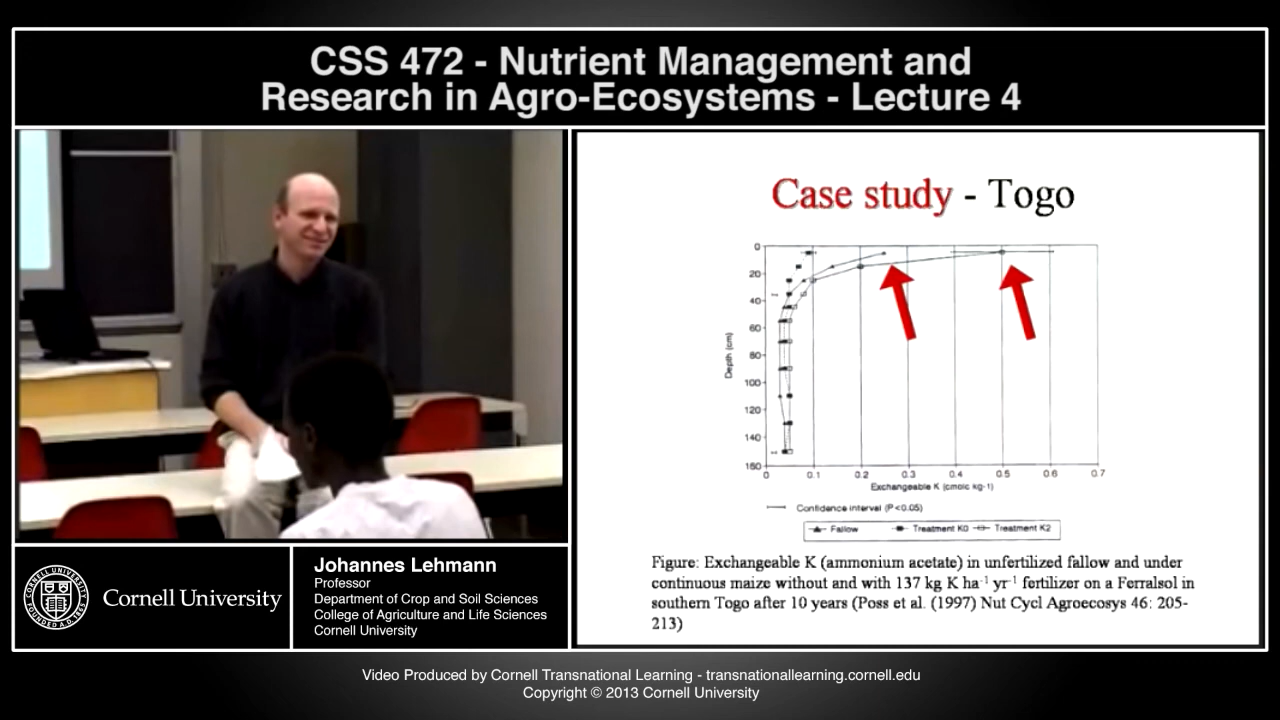 CSS 472 - Nutrient Management and
Research in Agro-Ecosystems - Lecture 4
Case study - Togo
0
20
40
60
80
100
120
140
160
Depth (cm)
0 0.1 0.2 0.3 0.4 0.5 0.6 0.7
Exchangeable K (cmolc kg-1)
Confidence interval (P<0.05)
Fallow Treatment K0 Treatment K2
Figure: Exchangeable K (ammonium acetate) in unfertilized fallow and under
continuous maize without and with 137 kg K ha⁻¹ yr⁻¹ fertilizer on a Ferralsol in
southern Togo after 10 years (Poss et al. (1997) Nut Cycl Agroecosys 46: 205-
213)
CORNELL UNIVERSITY
FOUNDED A.D. 1865
Cornell University
Johannes Lehmann
Professor
Department of Crop and Soil Sciences
College of Agriculture and Life Sciences
Cornell University
Video Produced by Cornell Transnational Learning - transnationallearning.cornell.edu
Copyright © 2013 Cornell University